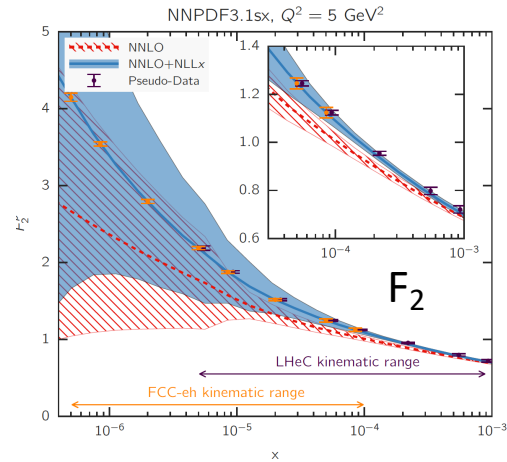 NNPDF3.1sx, Q² = 5 GeV²
5
4
3
2
1
0
NNLO
NNLO+NLLx
Pseudo-Data
1.4
1.2
1.0
0.8
0.6
10⁻⁴
10⁻³
F₂
LHeC kinematic range
FCC-eh kinematic range
10⁻⁶
10⁻⁵
10⁻⁴
10⁻³
x